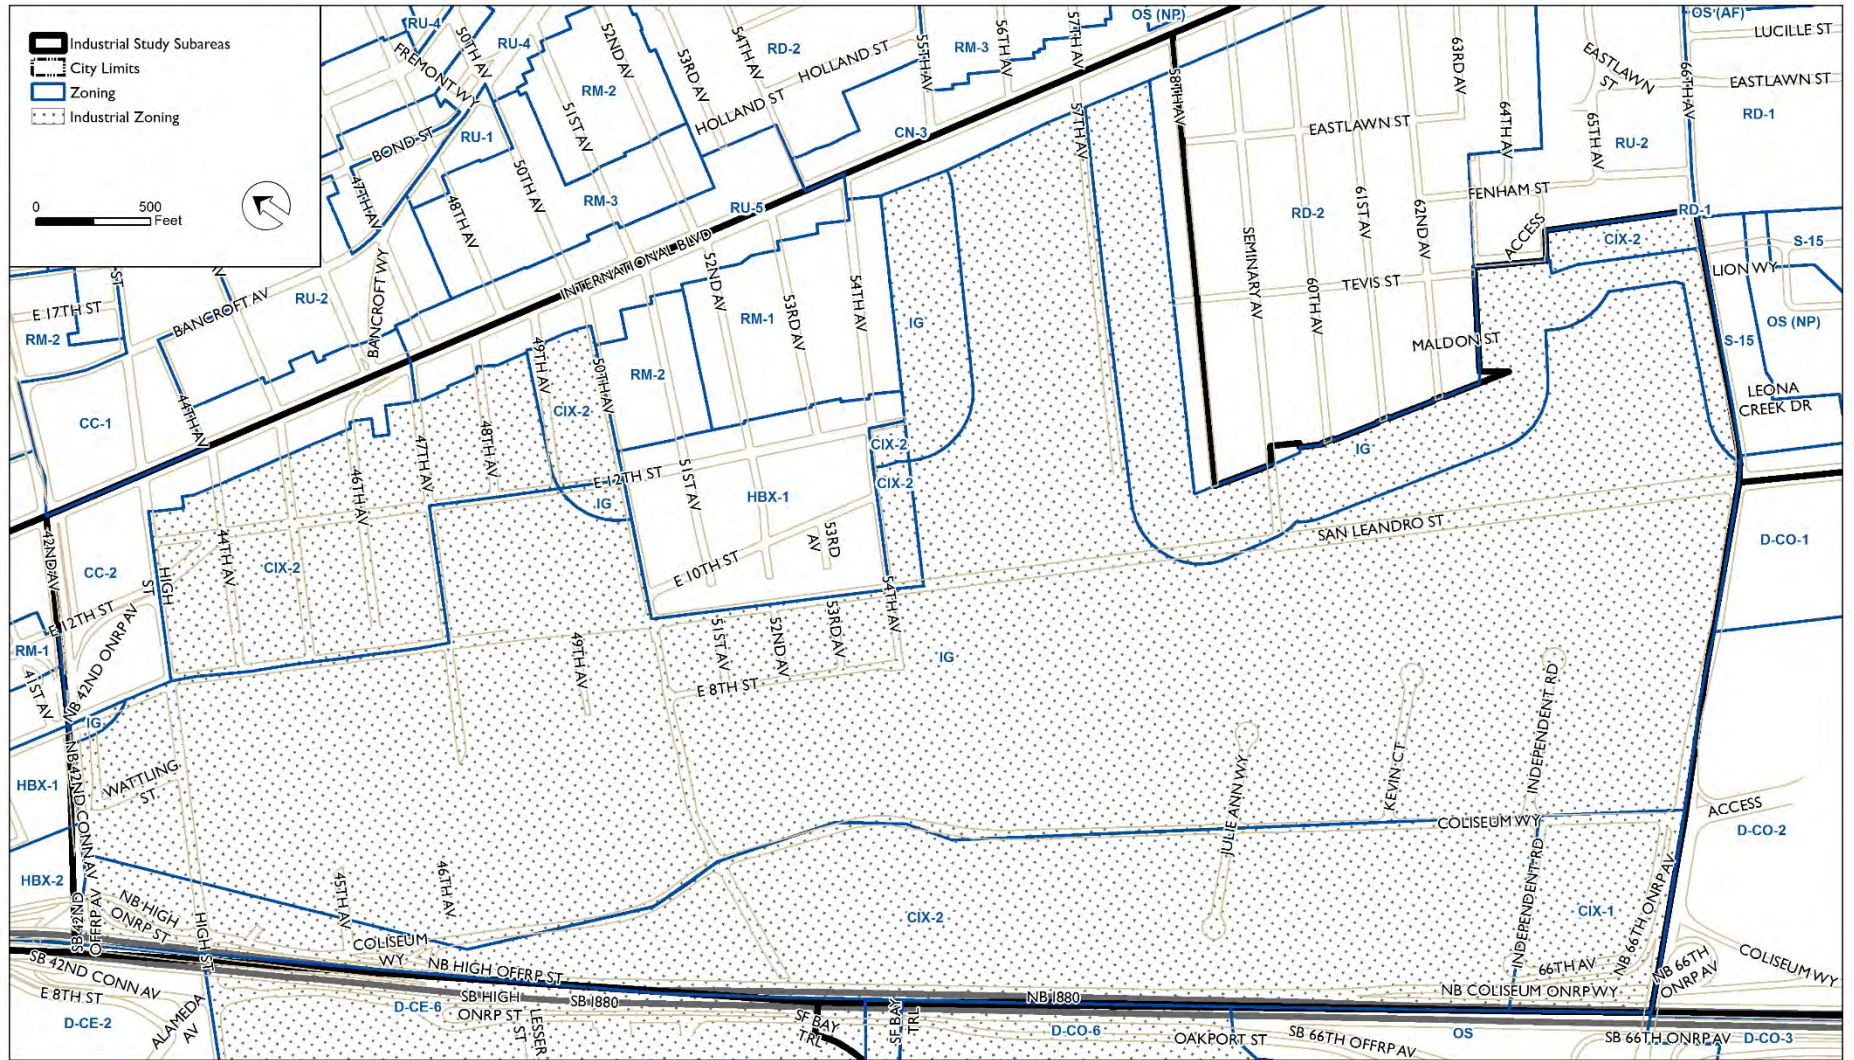 Industrial Study Subareas
City Limits
Zoning
Industrial Zoning
0
500
Feet
RU-4
50TH AV
RU-4
FREMONT WY
52ND AV
RM-2
53RD AV
54TH AV
RD-2
HOLLAND ST
55TH AV
RM-3
56TH AV
57TH AV
OS (NP)
58TH AV
63RD AV
64TH AV
EASTLAWN
ST
65TH AV
66TH AV
OS (AF)
LUCILLE ST
EASTLAWN ST
RD-1
RU-2
BOND ST
RU-1
51ST AV
HOLLAND ST
CN-3
57TH AV
EASTLAWN ST
47TH AV
48TH AV
50TH AV
RM-3
RU-5
INTERNATIONAL BLVD
FENHAM ST
RD-2
61ST AV
62ND AV
ACCESS
RD-1
CIX-2
S-15
LION WY
OS (NP)
ST
E 17TH ST
RM-2
BANCROFT AV
AV
RU-2
BANCROFT WY
52ND AV
53RD AV
54TH AV
RM-1
IG
SEMINARY AV
60TH AV
TEVIS ST
MALDON ST
S-15
LEONA
CREEK DR
CC-1
44TH AV
49TH AV
50TH AV
RM-2
CIX-2
47TH AV
48TH AV
46TH AV
E 12TH ST
IG
51ST AV
HBX-1
CIX-2
CIX-2
IG
SAN LEANDRO ST
D-CO-1
42ND AV
CC-2
HIGH
ST
44TH AV
CIX-2
E 10TH ST
53RD
AV
54TH AV
E 12TH ST
RM-1
41ST AV
NB 42ND ONRP AV
IG
49TH AV
51ST AV
52ND AV
53RD AV
E 8TH ST
IG
INDEPENDENT RD
KEVIN CT
JULIE ANN WY
HBX-1
WATTLING
ST
NB 42ND CONN AV
COLISEUM WY
ACCESS
D-CO-2
HBX-2
SB 42ND
OFFRP AV
NB HIGH
ONRP ST
HIGH ST
45TH AV
46TH AV
COLISEUM
WY
NB HIGH OFFRP ST
CIX-2
INDEPENDENT RD
CIX-1
NB 66TH ONRP AV
66TH AV
NB 66TH
ONRP AV
COLISEUM WY
NB COLISEUM ONRP WY
SB 42ND CONN AV
E 8TH ST
D-CE-2
ALAMEDA
AV
D-CE-6
SB HIGH
ONRP ST
LESSER
ST
SB I880
SF BAY
TRL
SF BAY
TRL
NB I880
D-CO-6
OAKPORT ST
SB 66TH OFFRP AV
OS
SB 66TH ONRP AV
D-CO-3